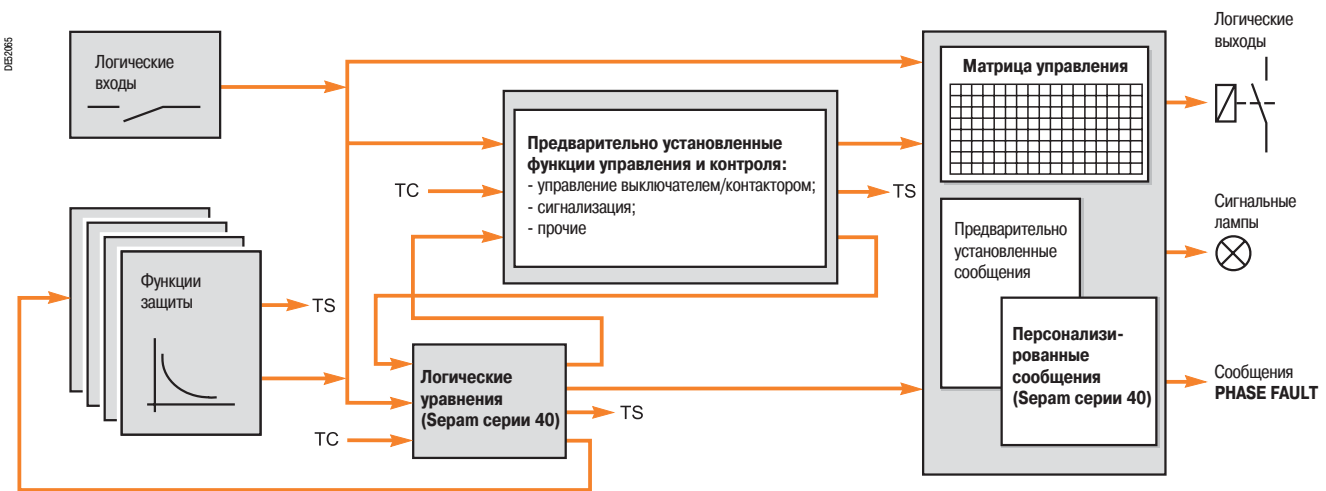 DE52065
Логические
входы
Функции
защиты
TS
TC
Предварительно установленные
функции управления и контроля:
- управление выключателем/контактором;
- сигнализация;
- прочие
TS
Логические
уравнения
(Sepam серии 40)
TS
TC
Матрица управления
Предварительно
установленные
сообщения
Персонализи-
рованные
сообщения
(Sepam серии 40)
Логические
выходы
Сигнальные
лампы
Сообщения
PHASE FAULT